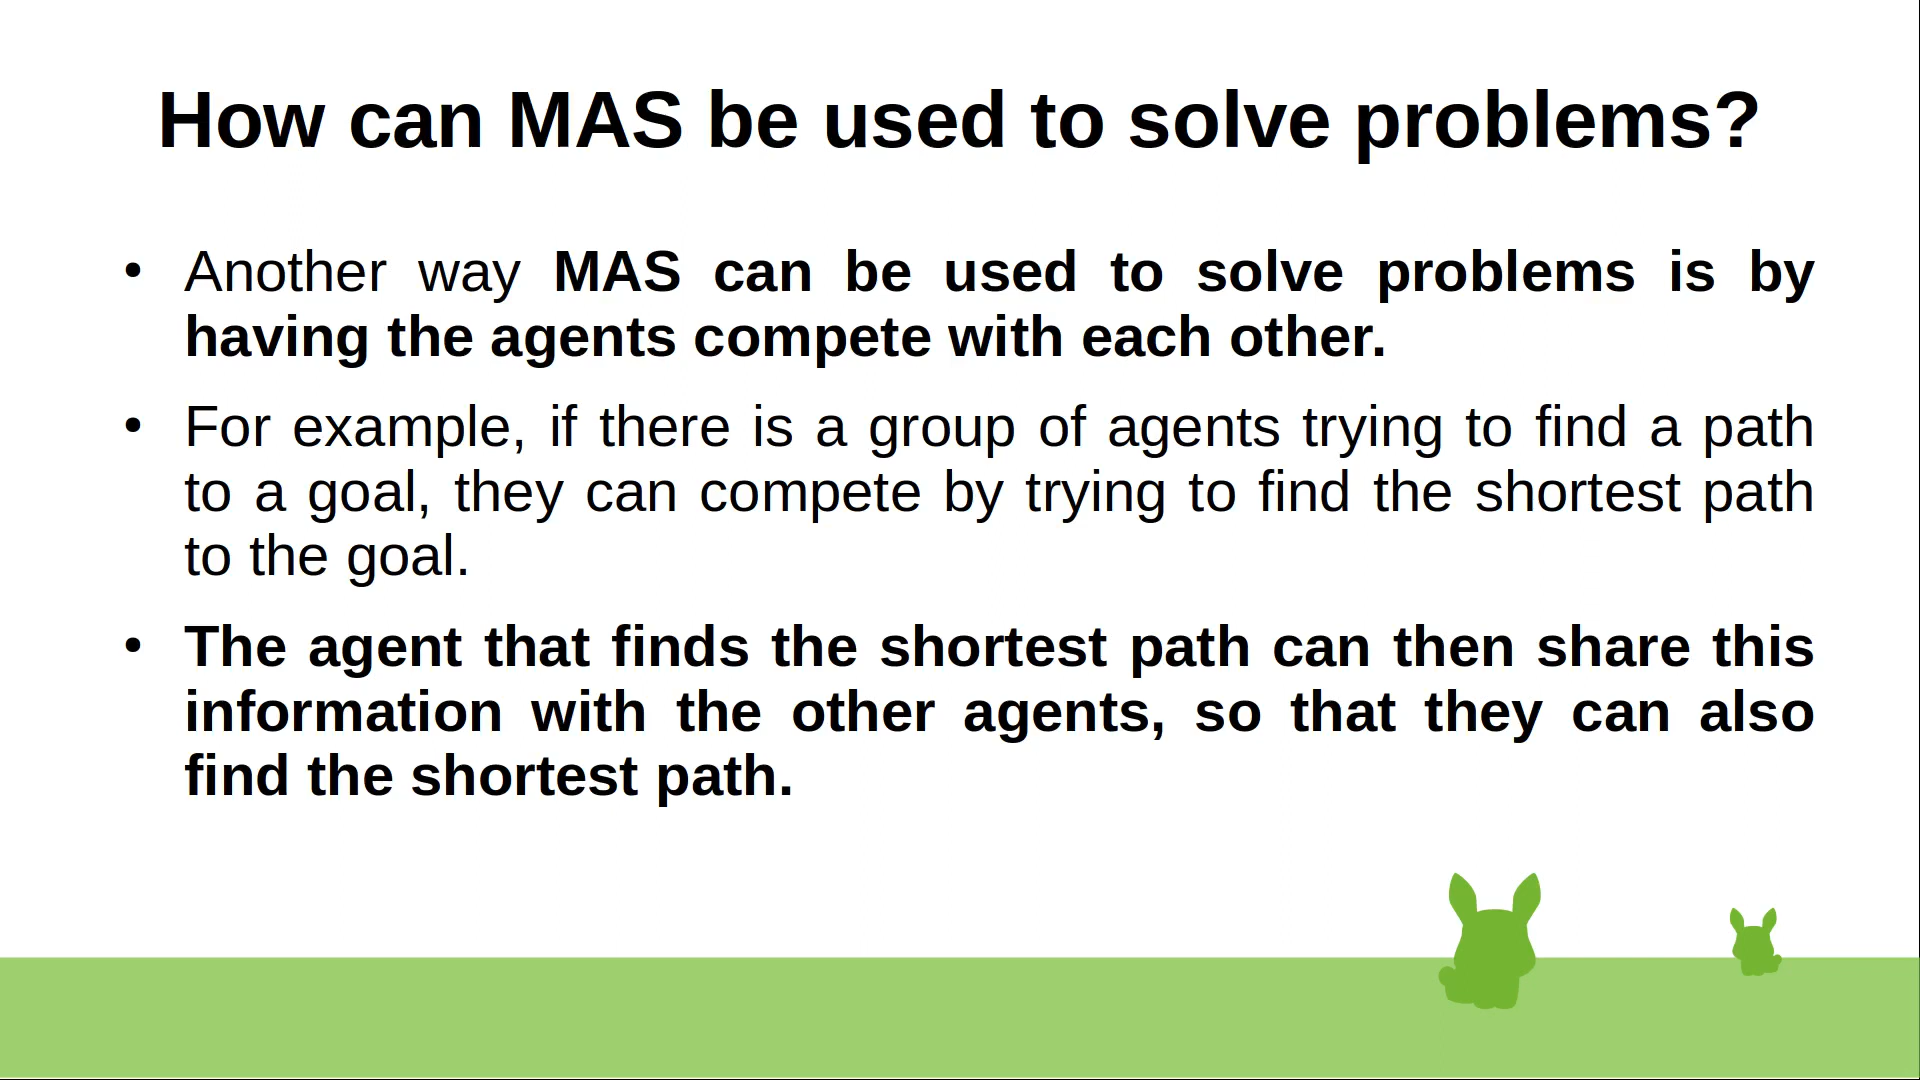 How can MAS be used to solve problems?
• Another way MAS can be used to solve problems is by
having the agents compete with each other.
• For example, if there is a group of agents trying to find a path
to a goal, they can compete by trying to find the shortest path
to the goal.
• The agent that finds the shortest path can then share this
information with the other agents, so that they can also
find the shortest path.